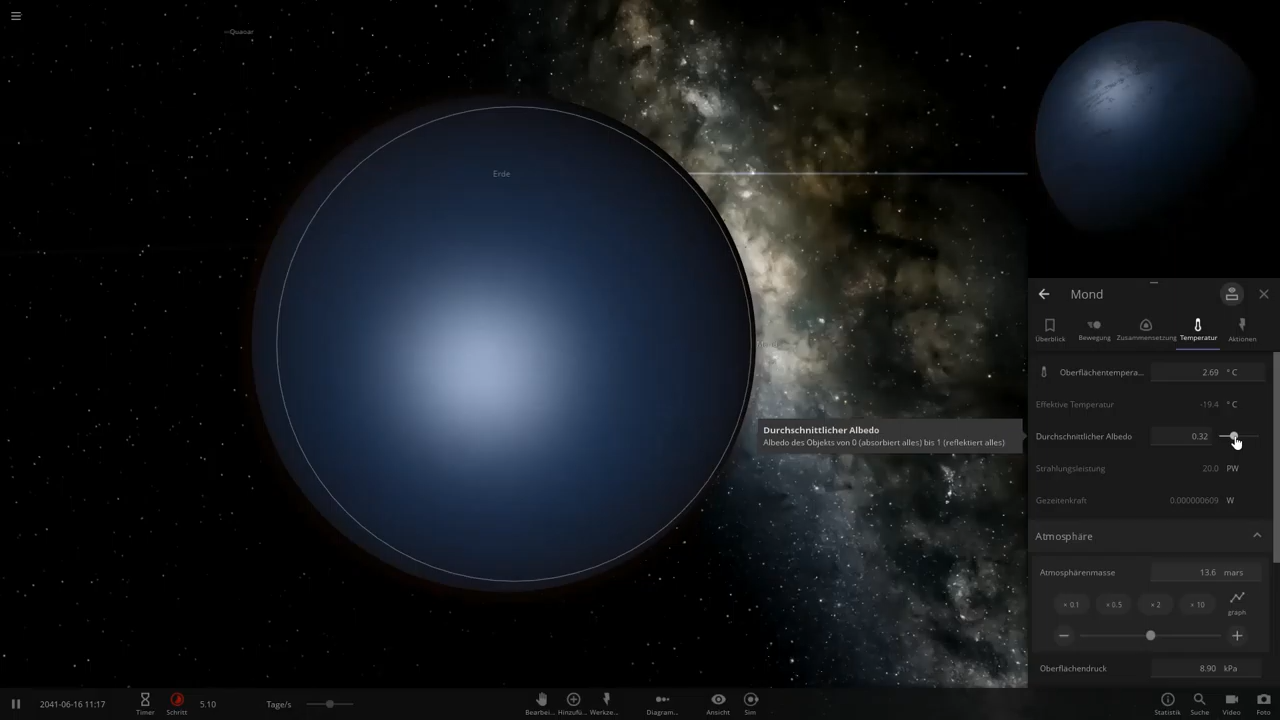 Quaoar
Erde
Mond
Überblick
Bewegung
Zusammensetzung
Temperatur
Aktionen
Oberflächentempera... 2.69 ° C
Effektive Temperatur -19.4 ° C
Durchschnittlicher Albedo
Albedo des Objekts von 0 (absorbiert alles) bis 1 (reflektiert alles)
Durchschnittlicher Albedo 0.32
Strahlungsleistung 20.0 PW
Gezeitenkraft 0.000000609 W
Atmosphäre
Atmosphärenmasse 13.6 mars
× 0.1 × 0.5 × 2 × 10 graph
Oberflächendruck 8.90 kPa
2041-06-16 11:17
Timer
Schritt
5.10
Tage/s
Bearbei...
Hinzufü...
Werkze...
Diagram...
Ansicht
Sim
Statistik
Suche
Video
Foto